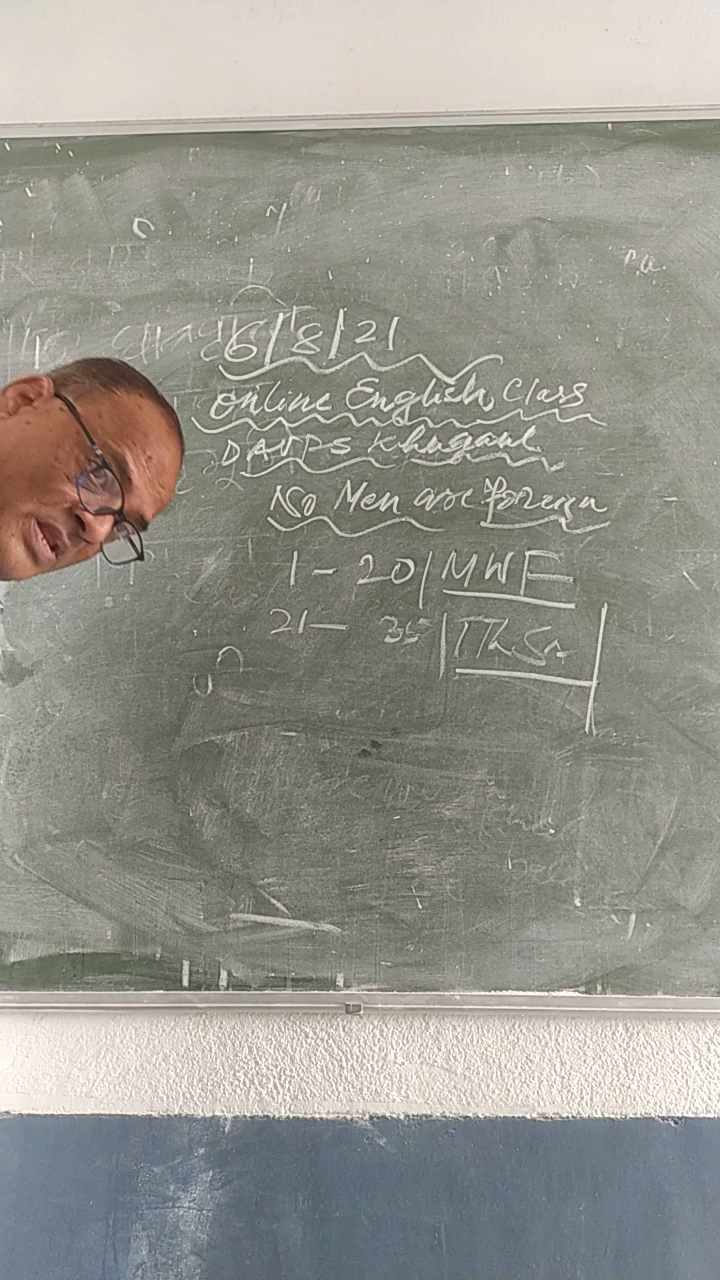 6/8/21
Online English Class
DAVPS Khagaul
No Men are foreign
1 - 20 | MWF
21 - 35 | TThSa